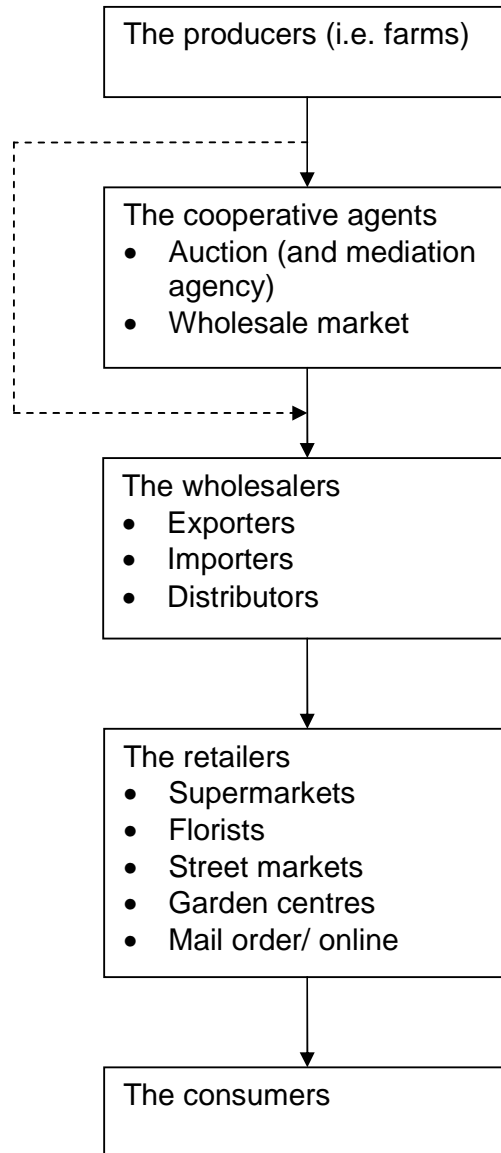 The producers (i.e. farms)
The cooperative agents
• Auction (and mediation
agency)
• Wholesale market
The wholesalers
• Exporters
• Importers
• Distributors
The retailers
• Supermarkets
• Florists
• Street markets
• Garden centres
• Mail order/ online
The consumers